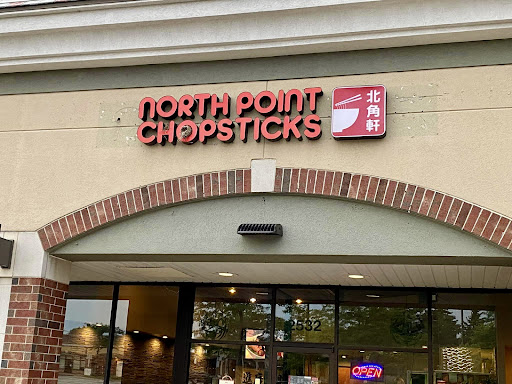 NORTH POINT
CHOPSTICKS
北角軒
2532
OPEN